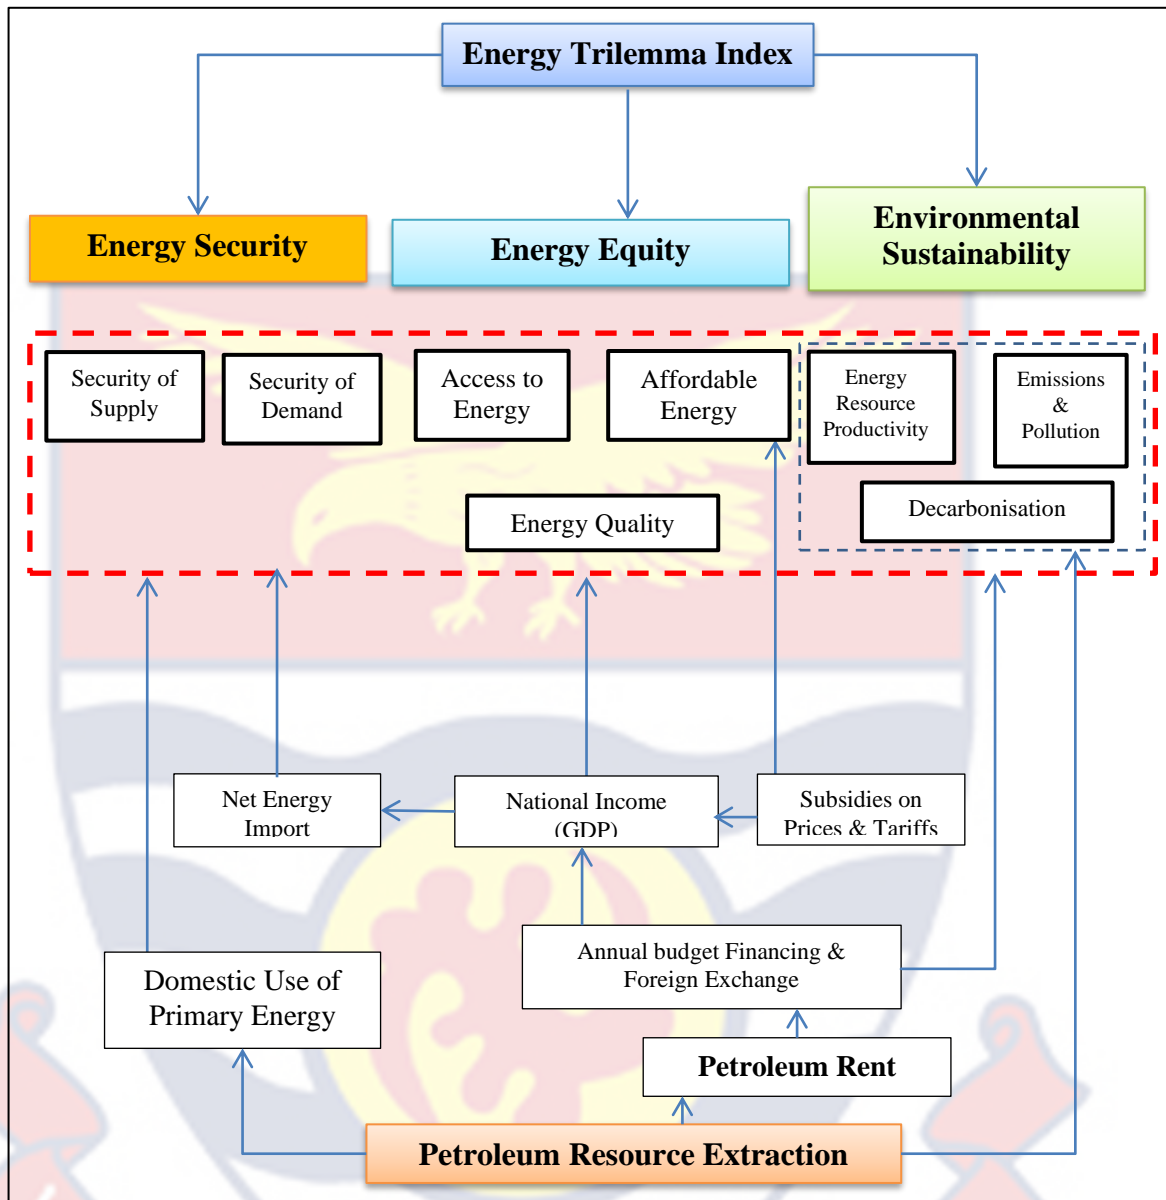 Energy Trilemma Index
Energy Security
Energy Equity
Environmental
Sustainability
Security of
Supply
Security of
Demand
Access to
Energy
Affordable
Energy
Energy
Resource
Productivity
Emissions
&
Pollution
Energy Quality
Decarbonisation
Net Energy
Import
National Income
(GDP)
Subsidies on
Prices & Tariffs
Annual budget Financing &
Foreign Exchange
Domestic Use of
Primary Energy
Petroleum Rent
Petroleum Resource Extraction